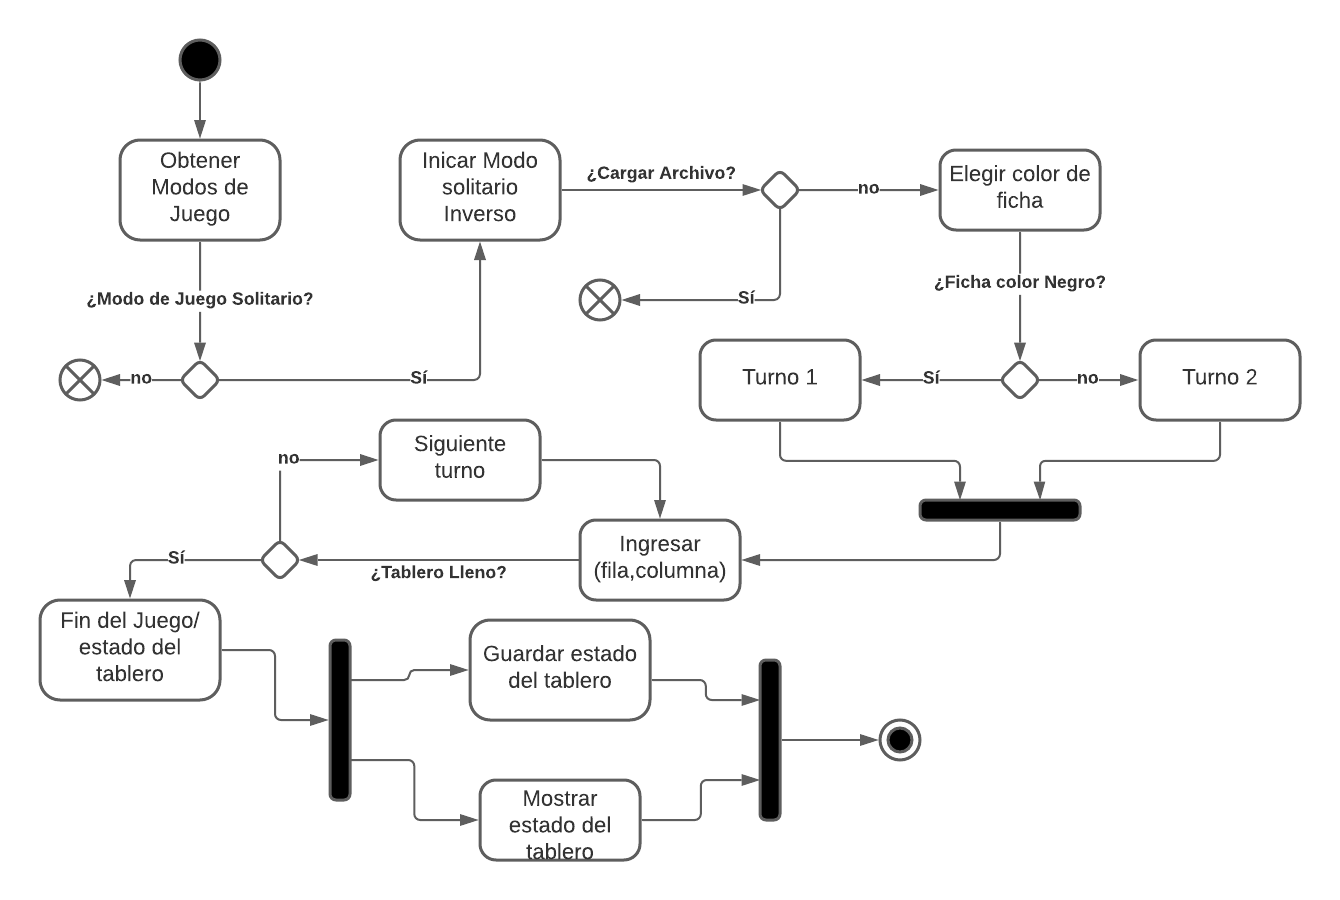 Obtener
Modos de
Juego
¿Modo de Juego Solitario?
no
Sí
Inicar Modo
solitario
Inverso
¿Cargar Archivo?
no
Sí
Elegir color de
ficha
¿Ficha color Negro?
Sí
no
Turno 1
Turno 2
Siguiente
turno
no
Ingresar
(fila,columna)
¿Tablero Lleno?
Sí
Fin del Juego/
estado del
tablero
Guardar estado
del tablero
Mostrar
estado del
tablero